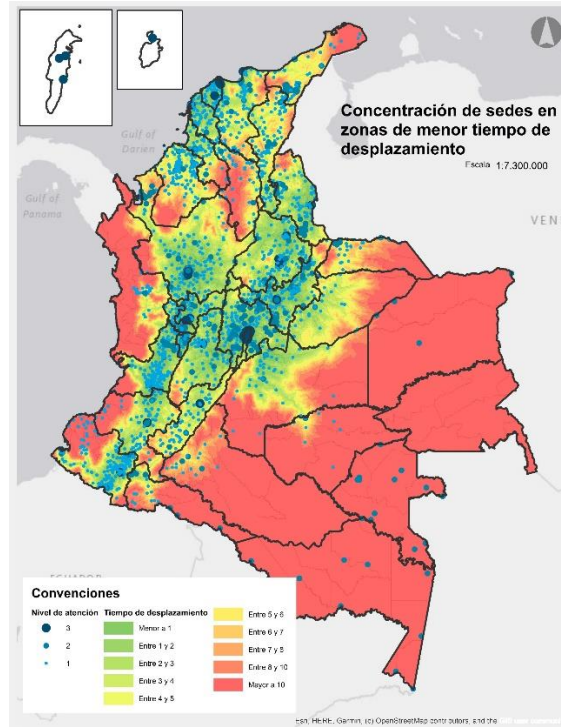 Gulf of
Darien
Gulf of
Panama
Concentración de sedes en
zonas de menor tiempo de
desplazamiento
Escala 1:7.300.000
VEN
ECUADOR
Convenciones
Nivel de atención
3
2
1
Tiempo de desplazamiento
Menor a 1
Entre 1 y 2
Entre 2 y 3
Entre 3 y 4
Entre 4 y 5
Entre 5 y 6
Entre 6 y 7
Entre 7 y 8
Entre 8 y 10
Mayor a 10
Esri, HERE, Garmin, (c) OpenStreetMap contributors, and the